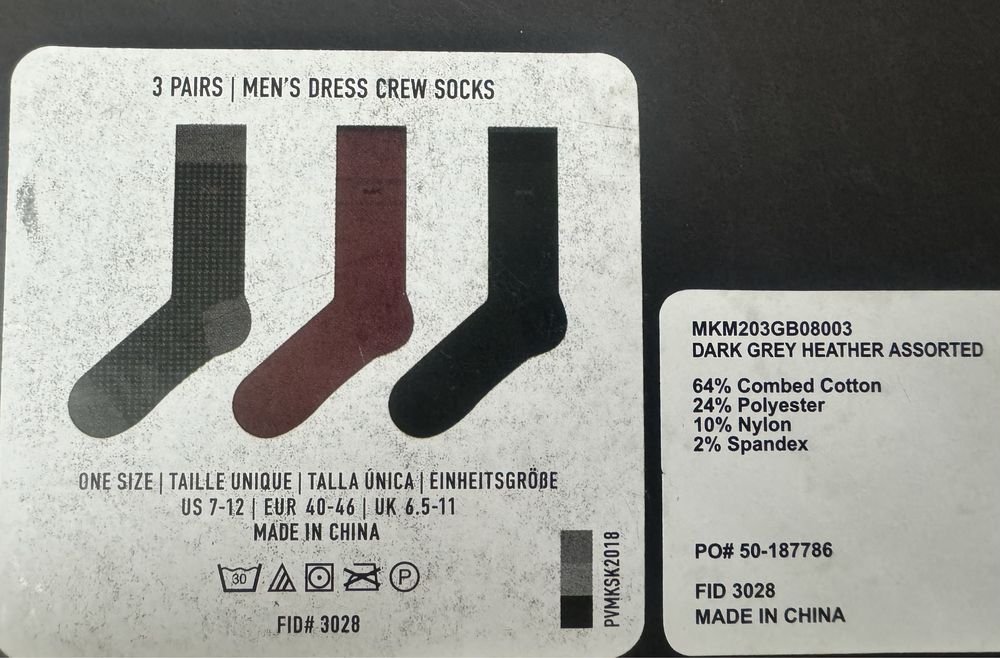 3 PAIRS | MEN'S DRESS CREW SOCKS
ONE SIZE | TAILLE UNIQUE | TALLA ÚNICA | EINHEITSGRÖßE
US 7-12 | EUR 40-46 | UK 6.5-11
MADE IN CHINA
30 P
FID# 3028
PVMKSK2018
MKM203GB08003
DARK GREY HEATHER ASSORTED
64% Combed Cotton
24% Polyester
10% Nylon
2% Spandex
PO# 50-187786
FID 3028
MADE IN CHINA